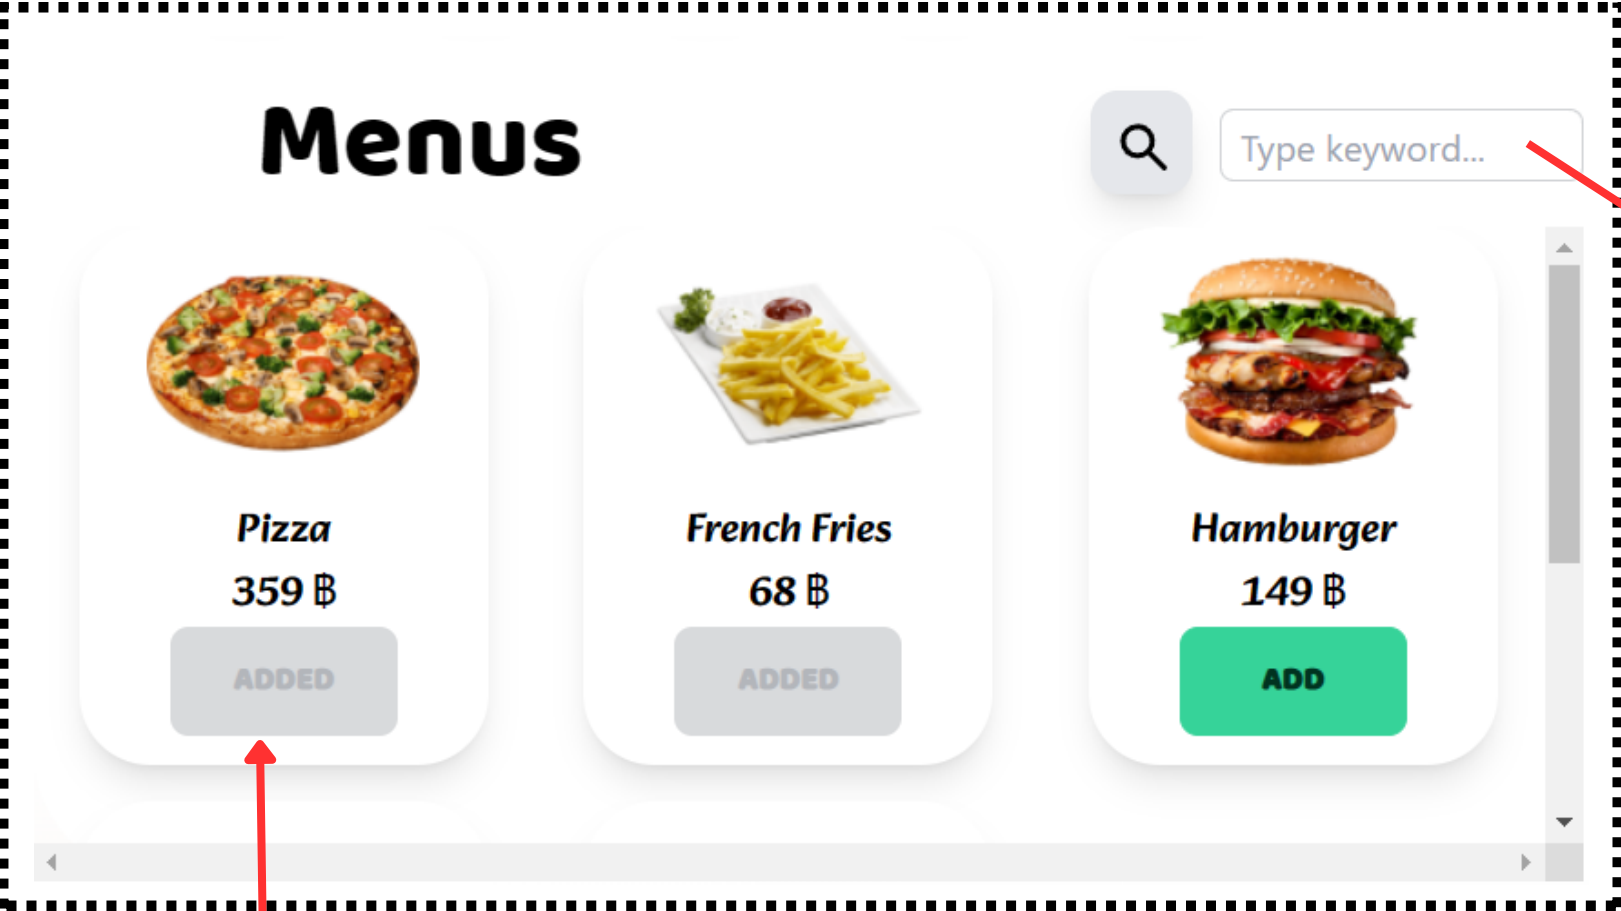 Menus
Type keyword...
Pizza
359 ฿
ADDED
French Fries
68 ฿
ADDED
Hamburger
149 ฿
ADD